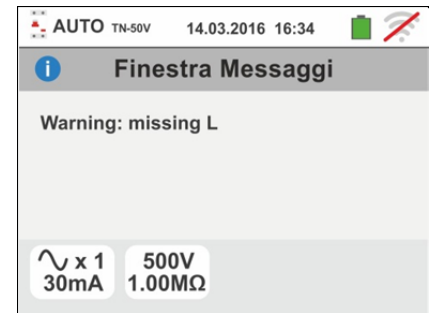 AUTO TN-50V 14.03.2016 16:34
i Finestra Messaggi
Warning: missing L
x 1 500V
30mA 1.00MΩ